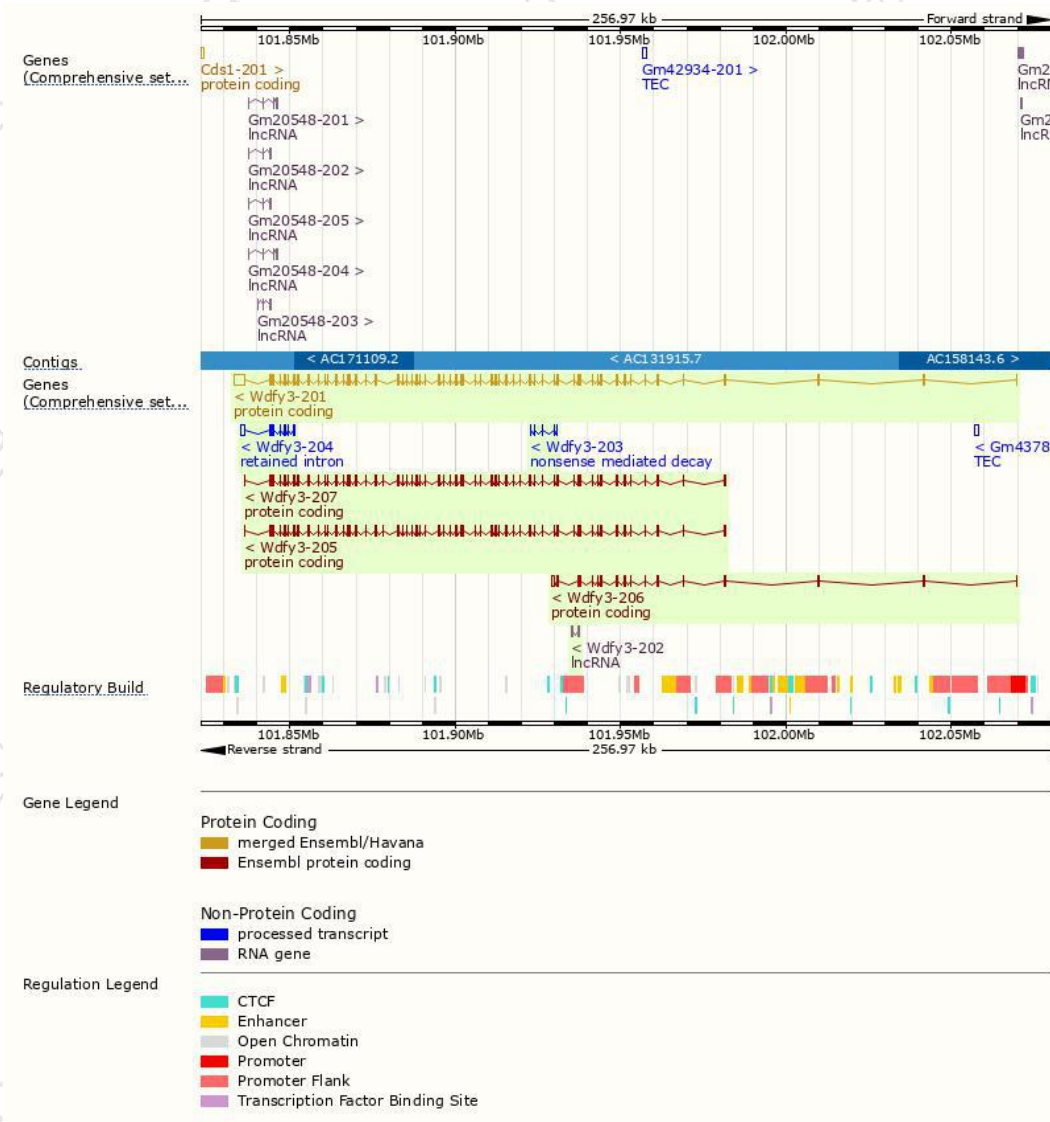 256.97 kb Forward strand
101.85Mb 101.90Mb 101.95Mb 102.00Mb 102.05Mb
Genes
(Comprehensive set...
Cds1-201 > Gm42934-201 > Gm2
protein coding TEC lncRN
Gm20548-201 > Gm2
lncRNA lncR
Gm20548-202 >
lncRNA
Gm20548-205 >
lncRNA
Gm20548-204 >
lncRNA
Gm20548-203 >
lncRNA
Contigs < AC171109.2 < AC131915.7 AC158143.6 >
Genes
(Comprehensive set...
< Wdfy3-201
protein coding
< Wdfy3-204 < Wdfy3-203 < Gm4378
retained intron nonsense mediated decay TEC
< Wdfy3-207
protein coding
< Wdfy3-205
protein coding
< Wdfy3-206
protein coding
< Wdfy3-202
lncRNA
Regulatory Build
101.85Mb 101.90Mb 101.95Mb 102.00Mb 102.05Mb
Reverse strand 256.97 kb
Gene Legend
Protein Coding
merged Ensembl/Havana
Ensembl protein coding
Non-Protein Coding
processed transcript
RNA gene
Regulation Legend
CTCF
Enhancer
Open Chromatin
Promoter
Promoter Flank
Transcription Factor Binding Site